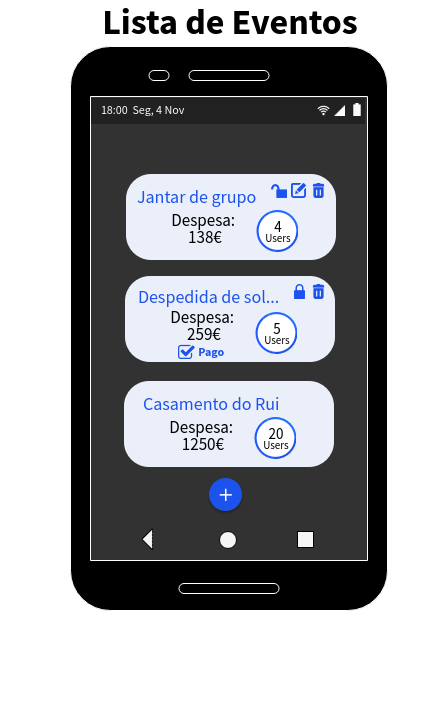 Lista de Eventos
18:00 Seg, 4 Nov
Jantar de grupo
Despesa:
138€
4
Users
Despedida de sol...
Despesa:
259€
5
Users
Pago
Casamento do Rui
Despesa:
1250€
20
Users
+